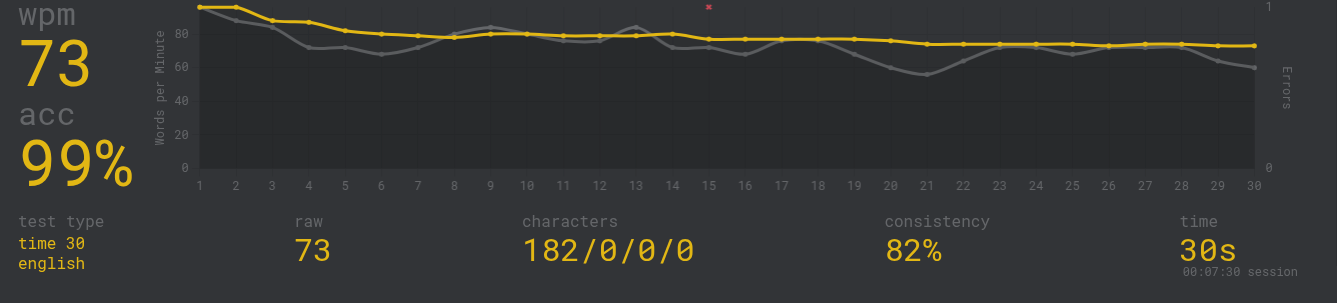 wpm
73
acc
99%
Words per Minute
80
60
40
20
0
1 2 3 4 5 6 7 8 9 10 11 12 13 14 15 16 17 18 19 20 21 22 23 24 25 26 27 28 29 30
1
Errors
0
test type
time 30
english
raw
73
characters
182/0/0/0
consistency
82%
time
30s
00:07:30 session